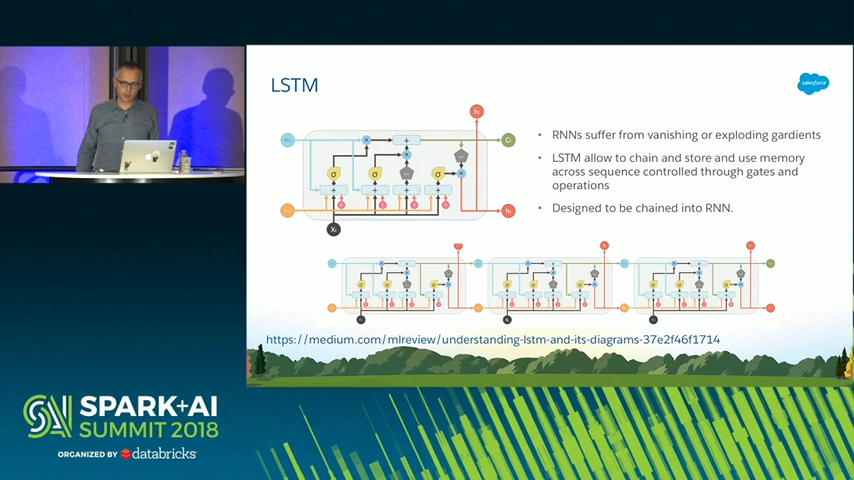 LSTM
salesforce
• RNNs suffer from vanishing or exploding gardients
• LSTM allow to chain and store and use memory
across sequence controlled through gates and
operations
• Designed to be chained into RNN.
σ σ σ
+ + + +
https://medium.com/mlreview/understanding-lstm-and-its-diagrams-37e2f46f1714
SPARK+AI
SUMMIT 2018
ORGANIZED BY databricks